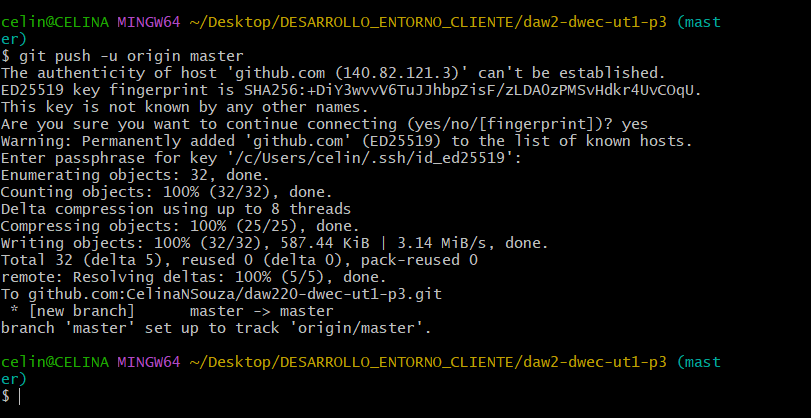 celin@CELINA MINGW64 ~/Desktop/DESARROLLO_ENTORNO_CLIENTE/daw2-dwec-ut1-p3 (mast
er)
$ git push -u origin master
The authenticity of host 'github.com (140.82.121.3)' can't be established.
ED25519 key fingerprint is SHA256:+DiY3wvvV6TuJJhbpZisF/zLDA0zPMSvHdkr4UvCOqU.
This key is not known by any other names.
Are you sure you want to continue connecting (yes/no/[fingerprint])? yes
Warning: Permanently added 'github.com' (ED25519) to the list of known hosts.
Enter passphrase for key '/c/Users/celin/.ssh/id_ed25519':
Enumerating objects: 32, done.
Counting objects: 100% (32/32), done.
Delta compression using up to 8 threads
Compressing objects: 100% (25/25), done.
Writing objects: 100% (32/32), 587.44 KiB | 3.14 MiB/s, done.
Total 32 (delta 5), reused 0 (delta 0), pack-reused 0
remote: Resolving deltas: 100% (5/5), done.
To github.com:CelinaNSouza/daw220-dwec-ut1-p3.git
 * [new branch]      master -> master
branch 'master' set up to track 'origin/master'.
celin@CELINA MINGW64 ~/Desktop/DESARROLLO_ENTORNO_CLIENTE/daw2-dwec-ut1-p3 (mast
er)
$